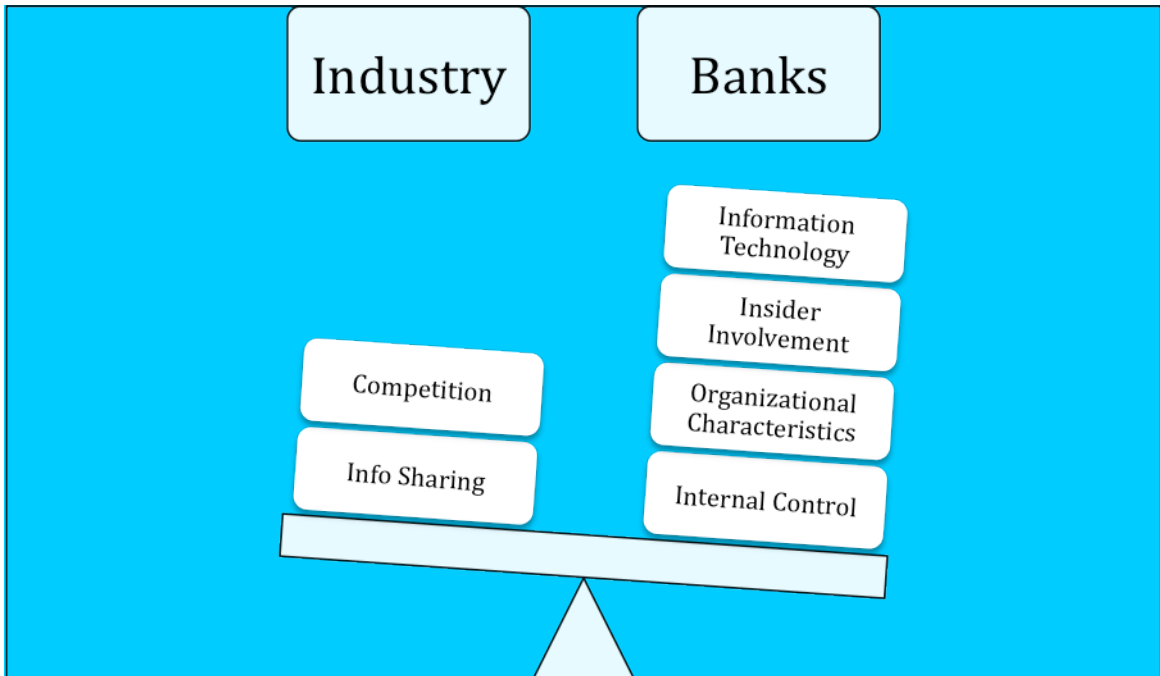 Industry
Banks
Information
Technology
Insider
Involvement
Competition
Organizational
Characteristics
Info Sharing
Internal Control